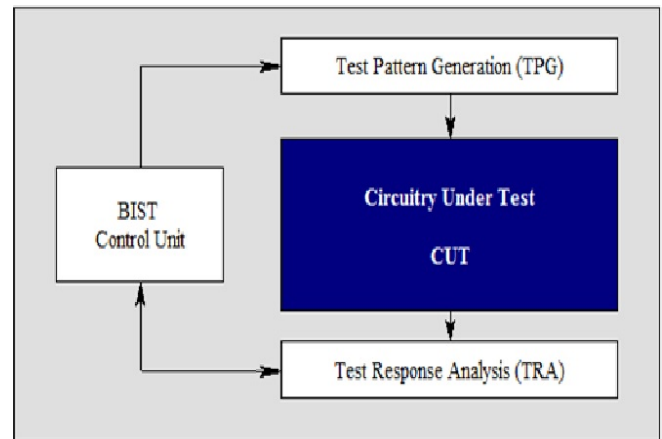 Test Pattern Generation (TPG)
Circuitry Under Test
CUT
BIST
Control Unit
Test Response Analysis (TRA)